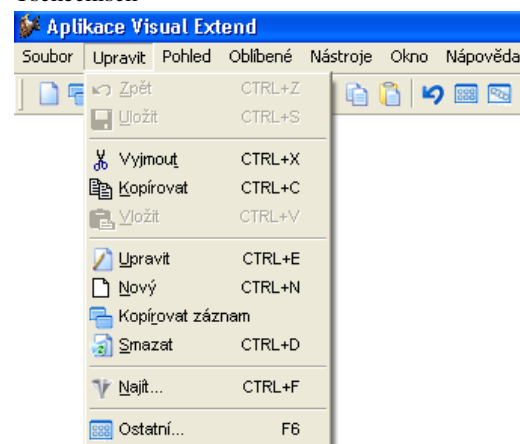 Aplikace Visual Extend
Soubor Upravit Pohled Oblíbené Nástroje Okno Nápověda
Zpět CTRL+Z
Uložit CTRL+S
Vyjmout CTRL+X
Kopírovat CTRL+C
Vložit CTRL+V
Upravit CTRL+E
Nový CTRL+N
Kopírovat záznam
Smazat CTRL+D
Najít... CTRL+F
Ostatní... F6